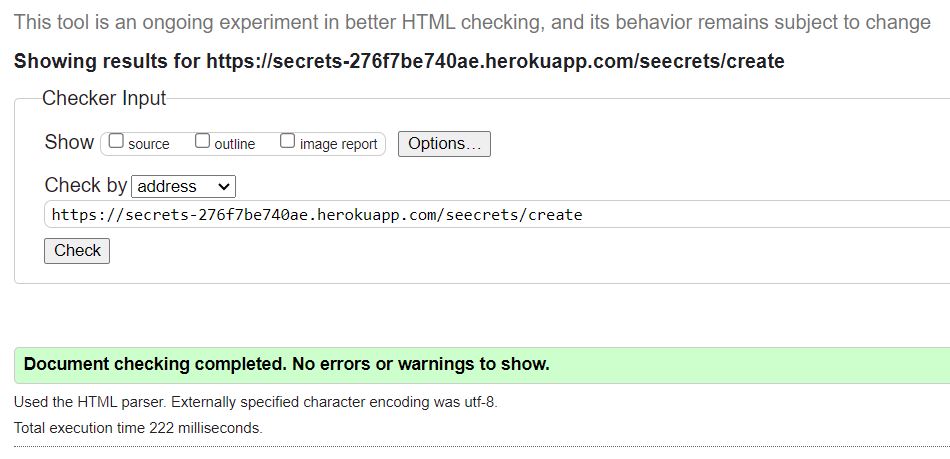 This tool is an ongoing experiment in better HTML checking, and its behavior remains subject to change
Showing results for https://secrets-276f7be740ae.herokuapp.com/seecrets/create
Checker Input
Show source outline image report Options...
Check by address
https://secrets-276f7be740ae.herokuapp.com/seecrets/create
Check
Document checking completed. No errors or warnings to show.
Used the HTML parser. Externally specified character encoding was utf-8.
Total execution time 222 milliseconds.